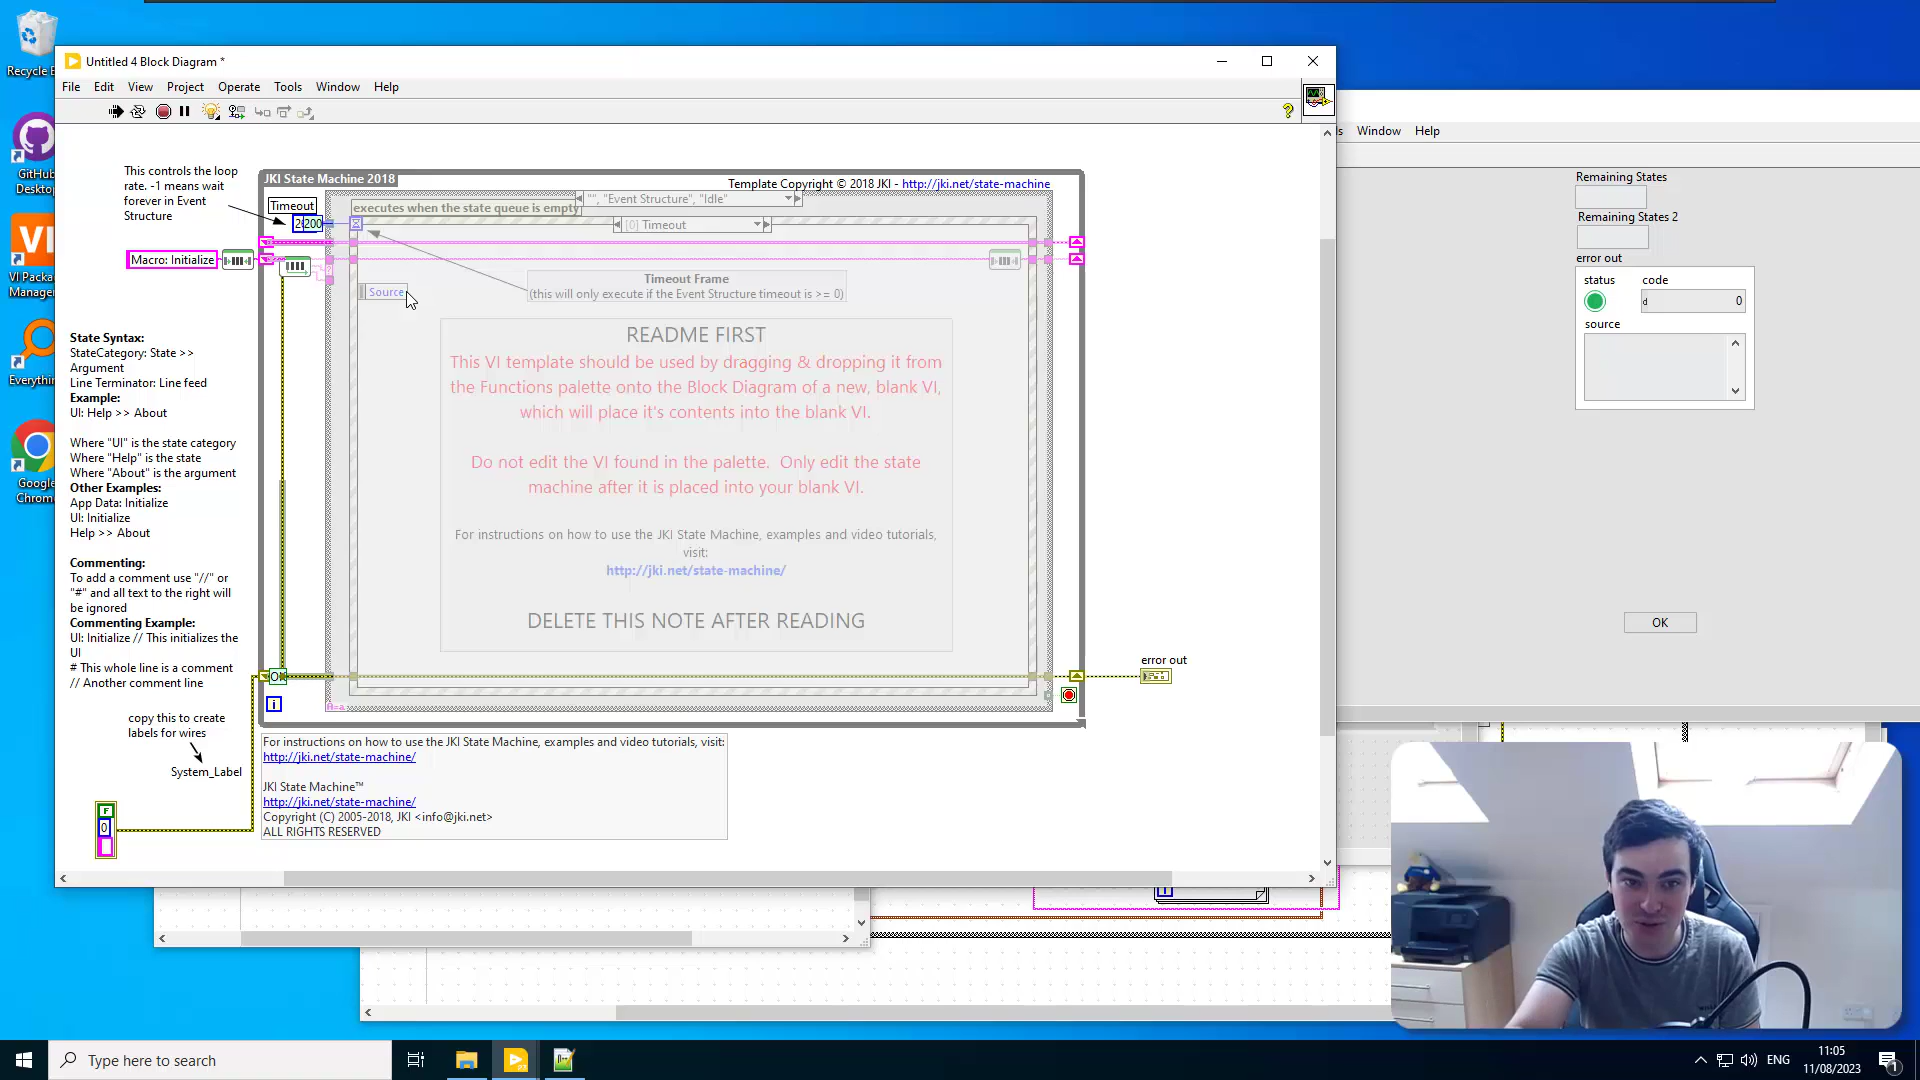 Recycle B
GitHub
Deskto
VI Packa
Manager
Everythin
Google
Chrom
Untitled 4 Block Diagram *
File Edit View Project Operate Tools Window Help
This controls the loop
rate. -1 means wait
forever in Event
Structure
JKI State Machine 2018
Template Copyright © 2018 JKI - http://jki.net/state-machine
Timeout
executes when the state queue is empty
"", "Event Structure", "Idle"
200
[0] Timeout
Macro: Initialize
Source
Timeout Frame
(this will only execute if the Event Structure timeout is >= 0)
README FIRST
This VI template should be used by dragging & dropping it from
the Functions palette onto the Block Diagram of a new, blank VI,
which will place it's contents into the blank VI.
Do not edit the VI found in the palette. Only edit the state
machine after it is placed into your blank VI.
For instructions on how to use the JKI State Machine, examples and video tutorials,
visit:
http://jki.net/state-machine/
DELETE THIS NOTE AFTER READING
State Syntax:
StateCategory: State >>
Argument
Line Terminator: Line feed
Example:
UI: Help >> About
Where "UI" is the state category
Where "Help" is the state
Where "About" is the argument
Other Examples:
App Data: Initialize
UI: Initialize
Help >> About
Commenting:
To add a comment use "//" or
"#" and all text to the right will
be ignored
Commenting Example:
UI: Initialize // This initializes the
UI
# This whole line is a comment
// Another comment line
copy this to create
labels for wires
System_Label
F
0
i
error out
For instructions on how to use the JKI State Machine, examples and video tutorials, visit:
http://jki.net/state-machine/
JKI State Machine™
http://jki.net/state-machine/
Copyright (C) 2005-2018, JKI <info@jki.net>
ALL RIGHTS RESERVED
s Window Help
Remaining States
Remaining States 2
error out
status code
d 0
source
OK
i
Type here to search
ENG
11:05
11/08/2023
1